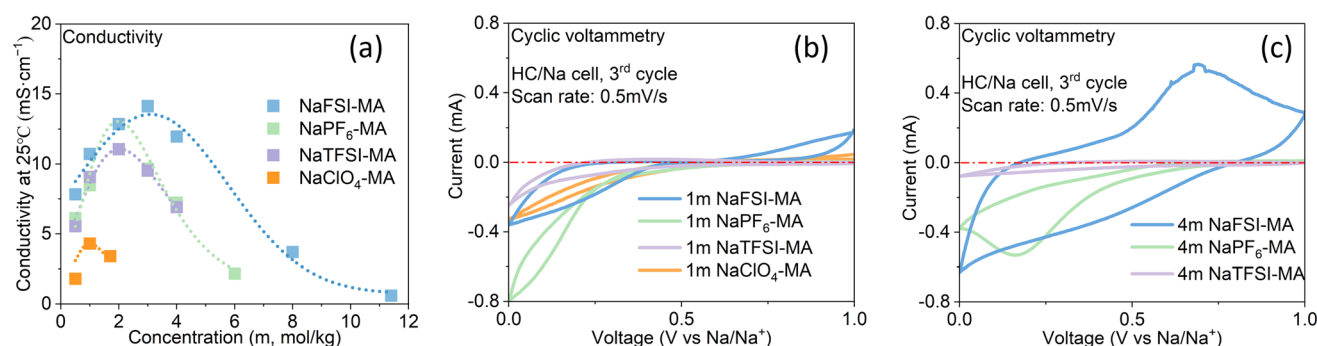 (a)
Conductivity
Conductivity at 25℃ (mS·cm⁻¹)
20
15
10
5
0
NaFSI-MA
NaPF₆-MA
NaTFSI-MA
NaClO₄-MA
0 2 4 6 8 10 12 14
Concentration (m, mol/kg)
(b)
Cyclic voltammetry
HC/Na cell, 3ʳᵈ cycle
Scan rate: 0.5mV/s
Current (mA)
0.8
0.4
0.0
-0.4
-0.8
1m NaFSI-MA
1m NaPF₆-MA
1m NaTFSI-MA
1m NaClO₄-MA
0.0 0.5 1.0
Voltage (V vs Na/Na⁺)
(c)
Cyclic voltammetry
HC/Na cell, 3ʳᵈ cycle
Scan rate: 0.5mV/s
Current (mA)
0.8
0.4
0.0
-0.4
-0.8
4m NaFSI-MA
4m NaPF₆-MA
4m NaTFSI-MA
0.0 0.5 1.0
Voltage (V vs Na/Na⁺)